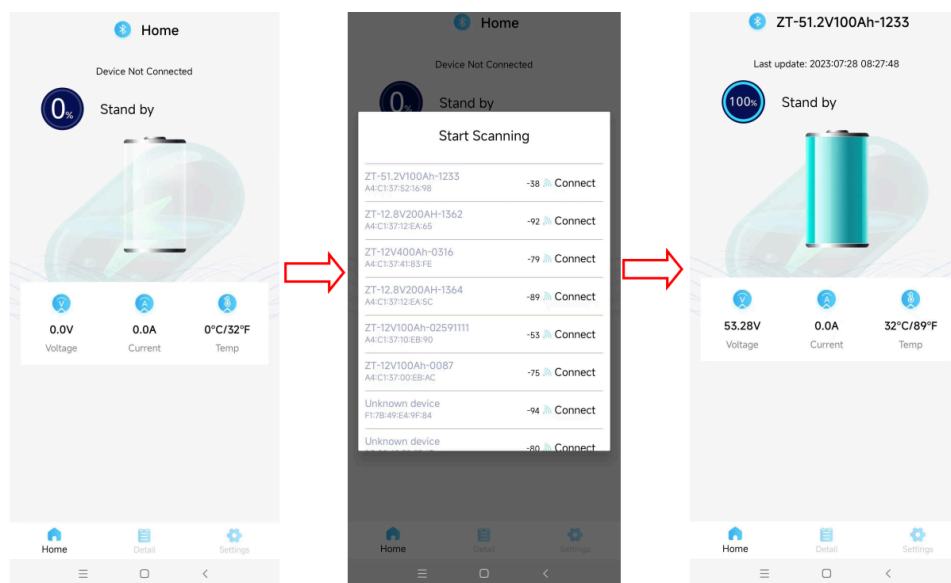 Home
Device Not Connected
0%
Stand by
0.0V
0.0A
0°C/32°F
Voltage
Current
Temp
Home
Detail
Settings
Home
Device Not Connected
0%
Stand by
Start Scanning
ZT-51.2V100Ah-1233
A4:C1:37:52:16:98
-38 Connect
ZT-12.8V200AH-1362
A4:C1:37:12:EA:65
-92 Connect
ZT-12V400Ah-0316
A4:C1:37:41:B3:FE
-79 Connect
ZT-12.8V200AH-1364
A4:C1:37:12:EA:5C
-89 Connect
ZT-12V100Ah-02591111
A4:C1:37:10:EB:90
-53 Connect
ZT-12V100Ah-0087
A4:C1:37:00:EB:AC
-75 Connect
Unknown device
F1:7B:49:E4:9F:84
-94 Connect
Unknown device
-80 Connect
Home
Detail
Settings
ZT-51.2V100Ah-1233
Last update: 2023:07:28 08:27:48
100%
Stand by
V
A
53.28V
0.0A
32°C/89°F
Voltage
Current
Temp
Home
Detail
Settings